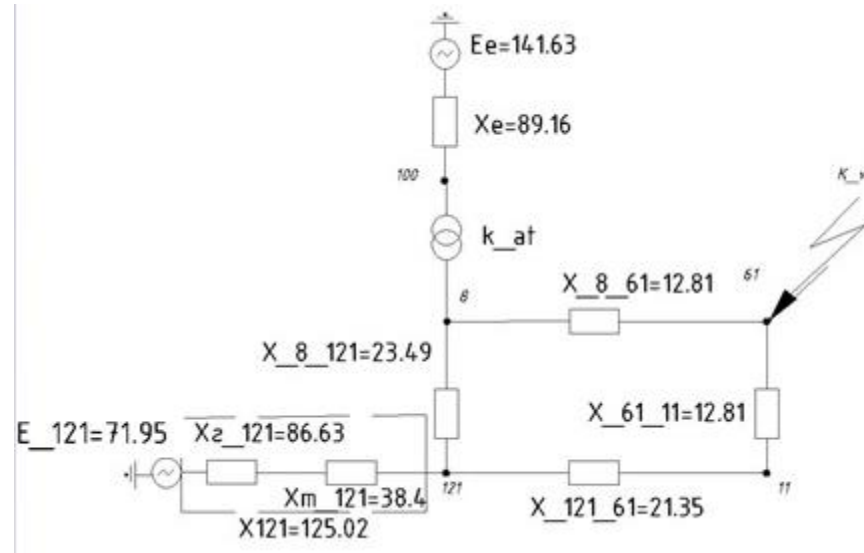 Ee=141.63
Xe=89.16
100
k_at
61
X_8_61=12.81
8
X_8_121=23.49
X_61_11=12.81
E_121=71.95
Xг_121=86.63
Xm_121=38.4
121
X_121_61=21.35
11
X121=125.02